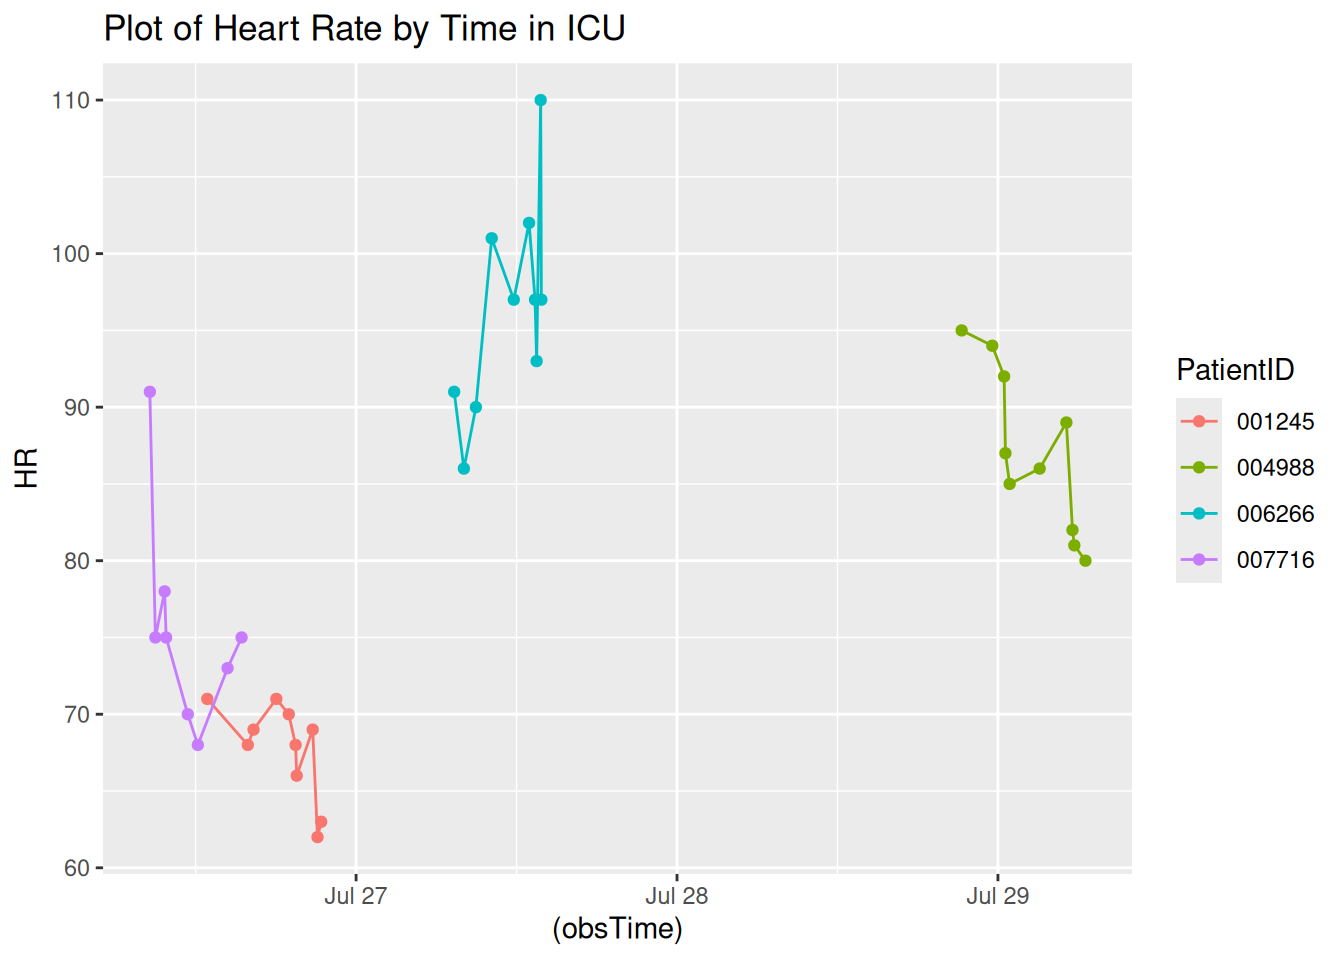 Plot of Heart Rate by Time in ICU
110
100
90
80
70
60
HR
Jul 27
Jul 28
Jul 29
(obsTime)
PatientID
001245
004988
006266
007716